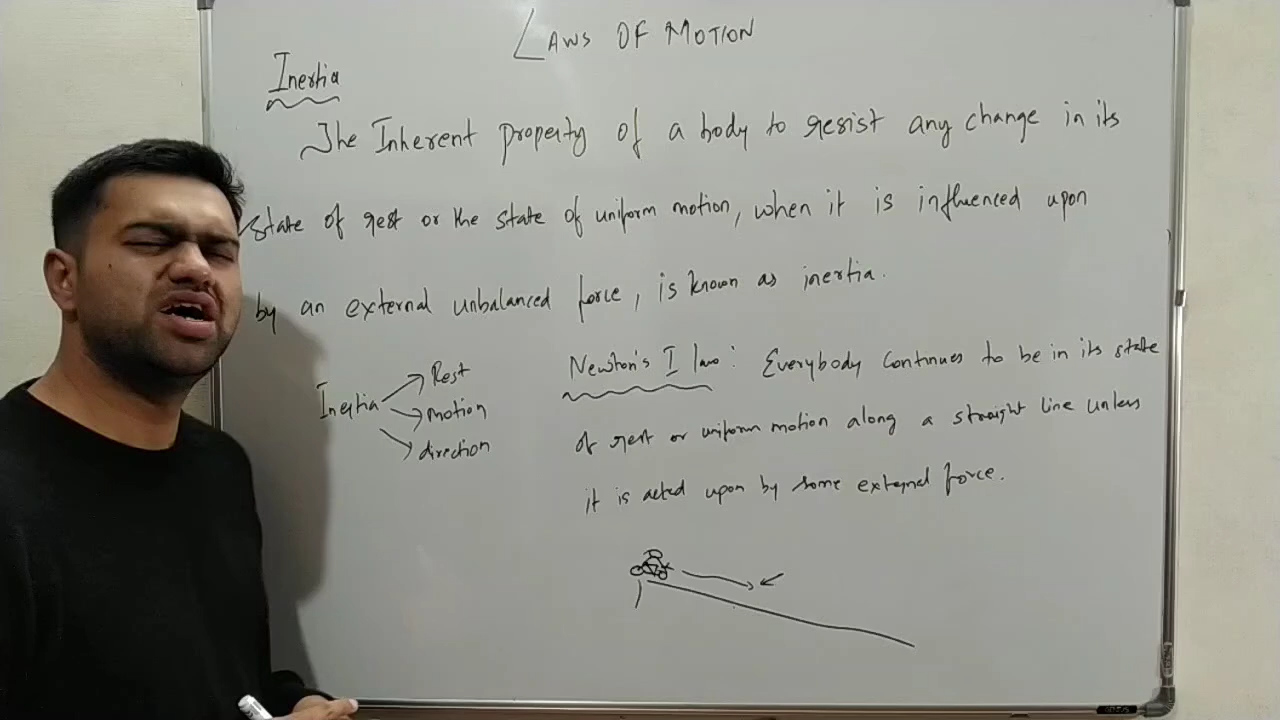 LAWS OF MOTION
Inertia
The Inherent property of a body to resist any change in its
state of rest or the state of uniform motion, when it is influenced upon
by an external unbalanced force, is known as inertia.
Inertia
Rest
motion
direction
Newton's I law: Everybody continues to be in its state
of rest or uniform motion along a straight line unless
it is acted upon by some external force.